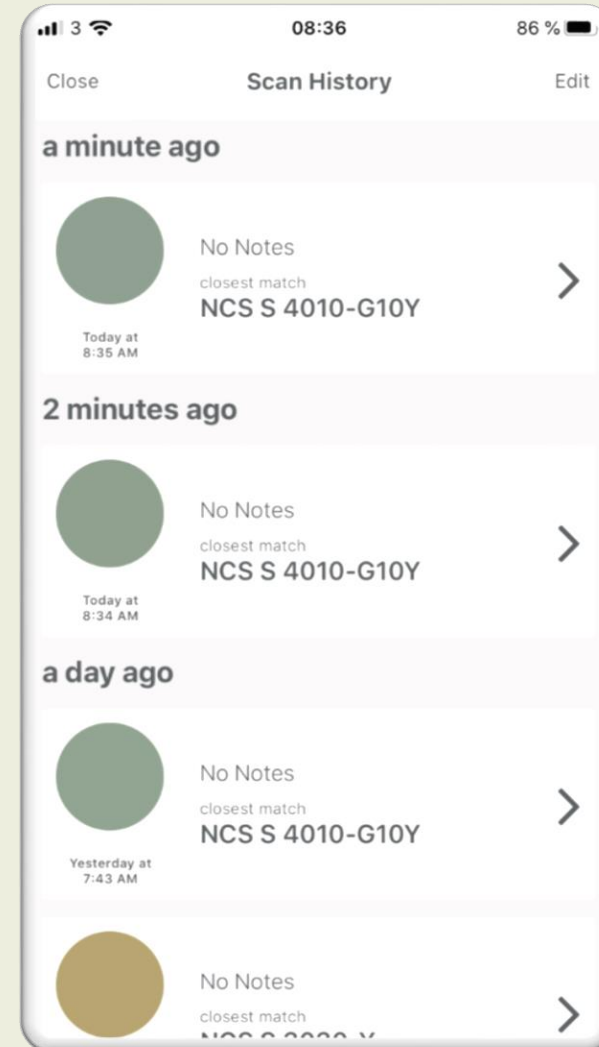 3 08:36 86 %
Close Scan History Edit
a minute ago
No Notes
closest match
NCS S 4010-G10Y
Today at
8:35 AM
2 minutes ago
No Notes
closest match
NCS S 4010-G10Y
Today at
8:34 AM
a day ago
No Notes
closest match
NCS S 4010-G10Y
Yesterday at
7:43 AM
No Notes
closest match
NCS S